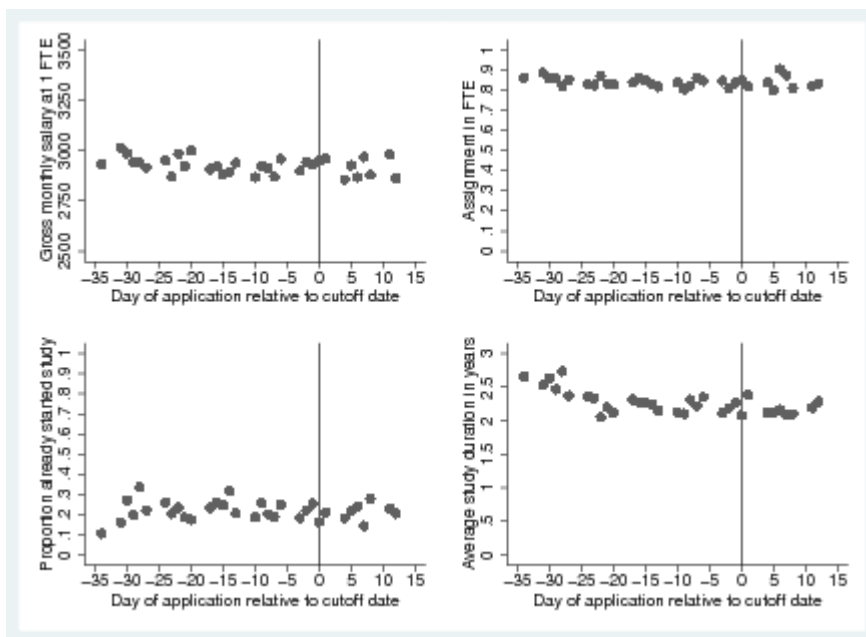 Gross monthly salary a1 1 FTE
3500
3250
3000
2750
2500
−35 −30 −25 −20 −15 −10 −5 0 5 10 15
Day of application relative to cutoff date
Assignment in FTE
1
.9
.8
.7
.6
.5
.4
.3
.2
.1
0
−35 −30 −25 −20 −15 −10 −5 0 5 10 15
Day of application relative to cutoff date
Proportion already started study
1
.9
.8
.7
.6
.5
.4
.3
.2
.1
0
−35 −30 −25 −20 −15 −10 −5 0 5 10 15
Day of application relative to cutoff date
Average study duration in years
3
2.5
2
1.5
1
.5
0
−35 −30 −25 −20 −15 −10 −5 0 5 10 15
Day of application relative to cutoff date